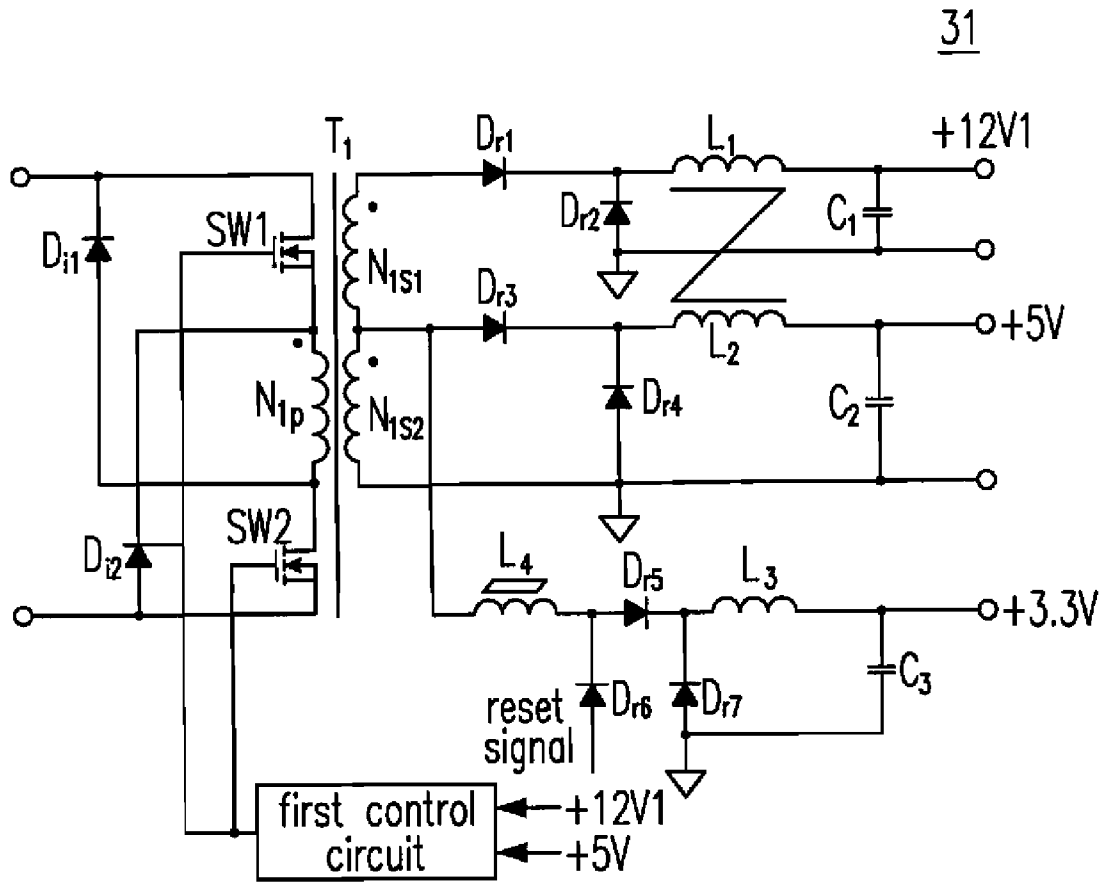 31
T₁
Dr1
L₁
+12V1
SW1
Di1
Dr2
C₁
N1S1
Dr3
L₂
+5V
N1p
N1S2
Dr4
C₂
SW2
Di2
L₄
Dr5
L₃
+3.3V
C₃
reset
signal
Dr6
Dr7
first control
circuit
+12V1
+5V